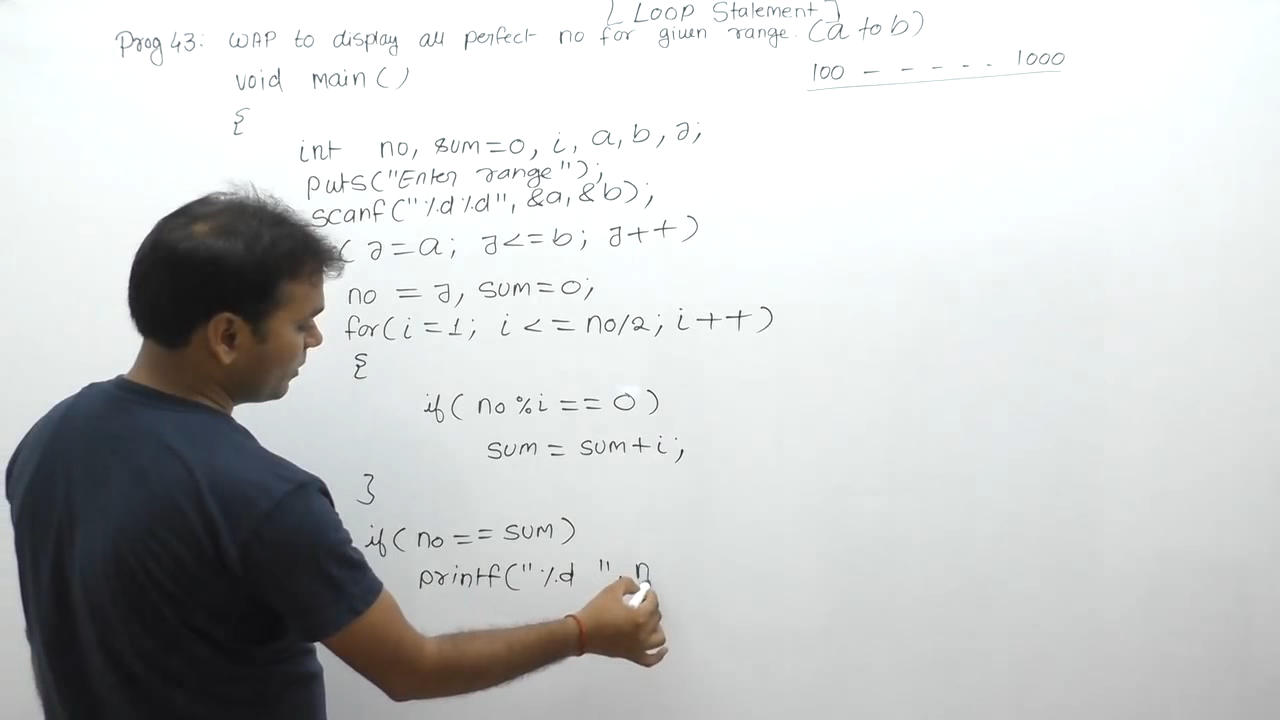 [ Loop Statement ]
Prog 43: WAP to display all perfect no for given range. (a to b)
100 - - - - - . 1000
void main()
{
int no, sum=0, i, a, b, j;
puts("Enter range");
scanf("%d%d", &a, &b);
( j=a; j<=b; j++)
no = j, sum=0;
for(i=1; i<=no/2; i++)
{
if( no%i == 0 )
sum = sum+i;
}
if( no == sum)
printf("%d ", n